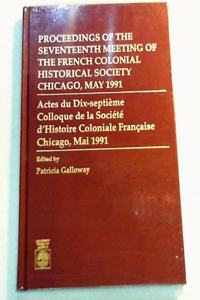 PROCEEDINGS OF THE
SEVENTEENTH MEETING OF
THE FRENCH COLONIAL
HISTORICAL SOCIETY
CHICAGO, MAY 1991
Actes du Dix-septième
Colloque de la Société
d'Histoire Coloniale Française
Chicago, Mai 1991
Edited by
Patricia Galloway